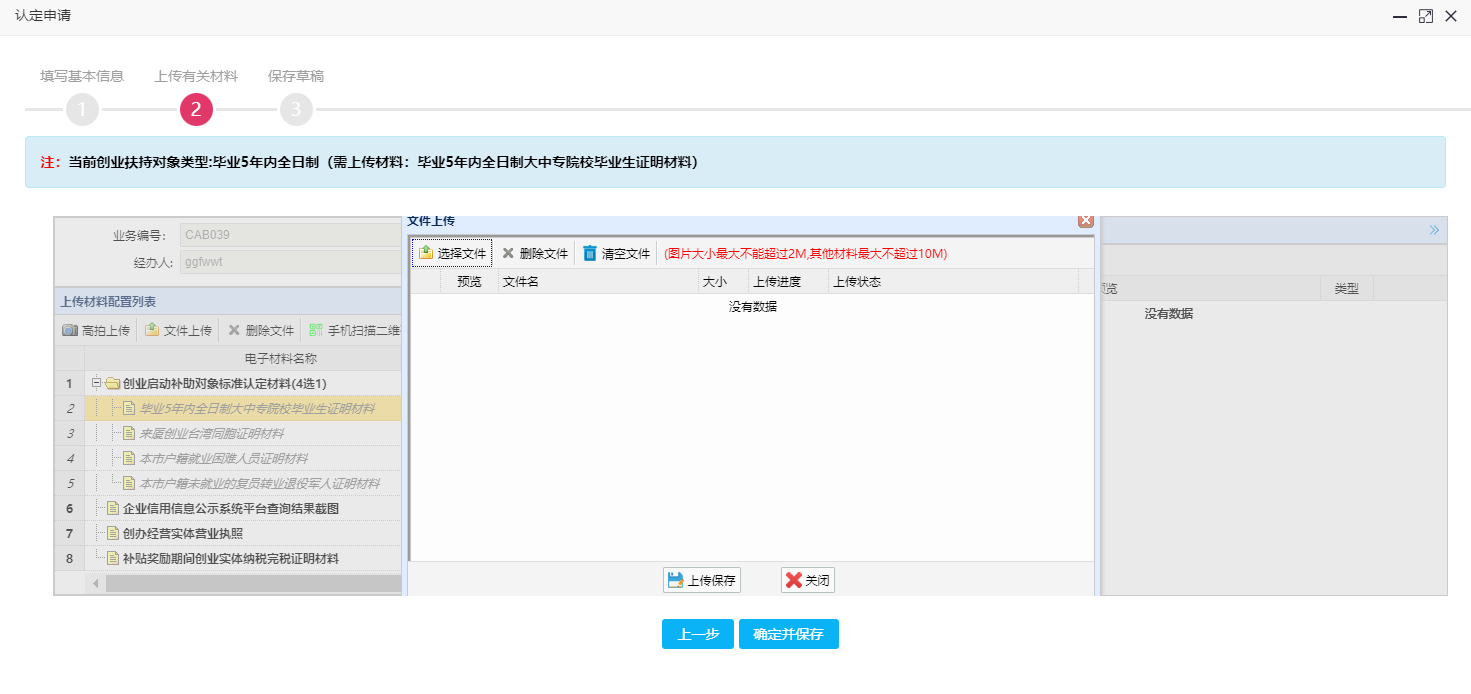 认定申请
填写基本信息 上传有关材料 保存草稿
1 2 3
注：当前创业扶持对象类型:毕业5年内全日制（需上传材料：毕业5年内全日制大中专院校毕业生证明材料）
业务编号： CAB039
经办人: ggfwwt
上传材料配置列表
高拍上传 文件上传 删除文件 手机扫描二维
电子材料名称
1 创业启动补助对象标准认定材料(4选1)
2 毕业5年内全日制大中专院校毕业生证明材料
3 来厦创业台湾同胞证明材料
4 本市户籍就业困难人员证明材料
5 本市户籍未就业的复员转业退役军人证明材料
6 企业信用信息公示系统平台查询结果截图
7 创办经营实体营业执照
8 补贴奖励期间创业实体纳税完税证明材料
文件上传
选择文件 删除文件 清空文件 (图片大小最大不能超过2M,其他材料最大不超过10M)
预览 文件名 大小 上传进度 上传状态
没有数据
上传保存 关闭
览 类型
没有数据
上一步 确定并保存